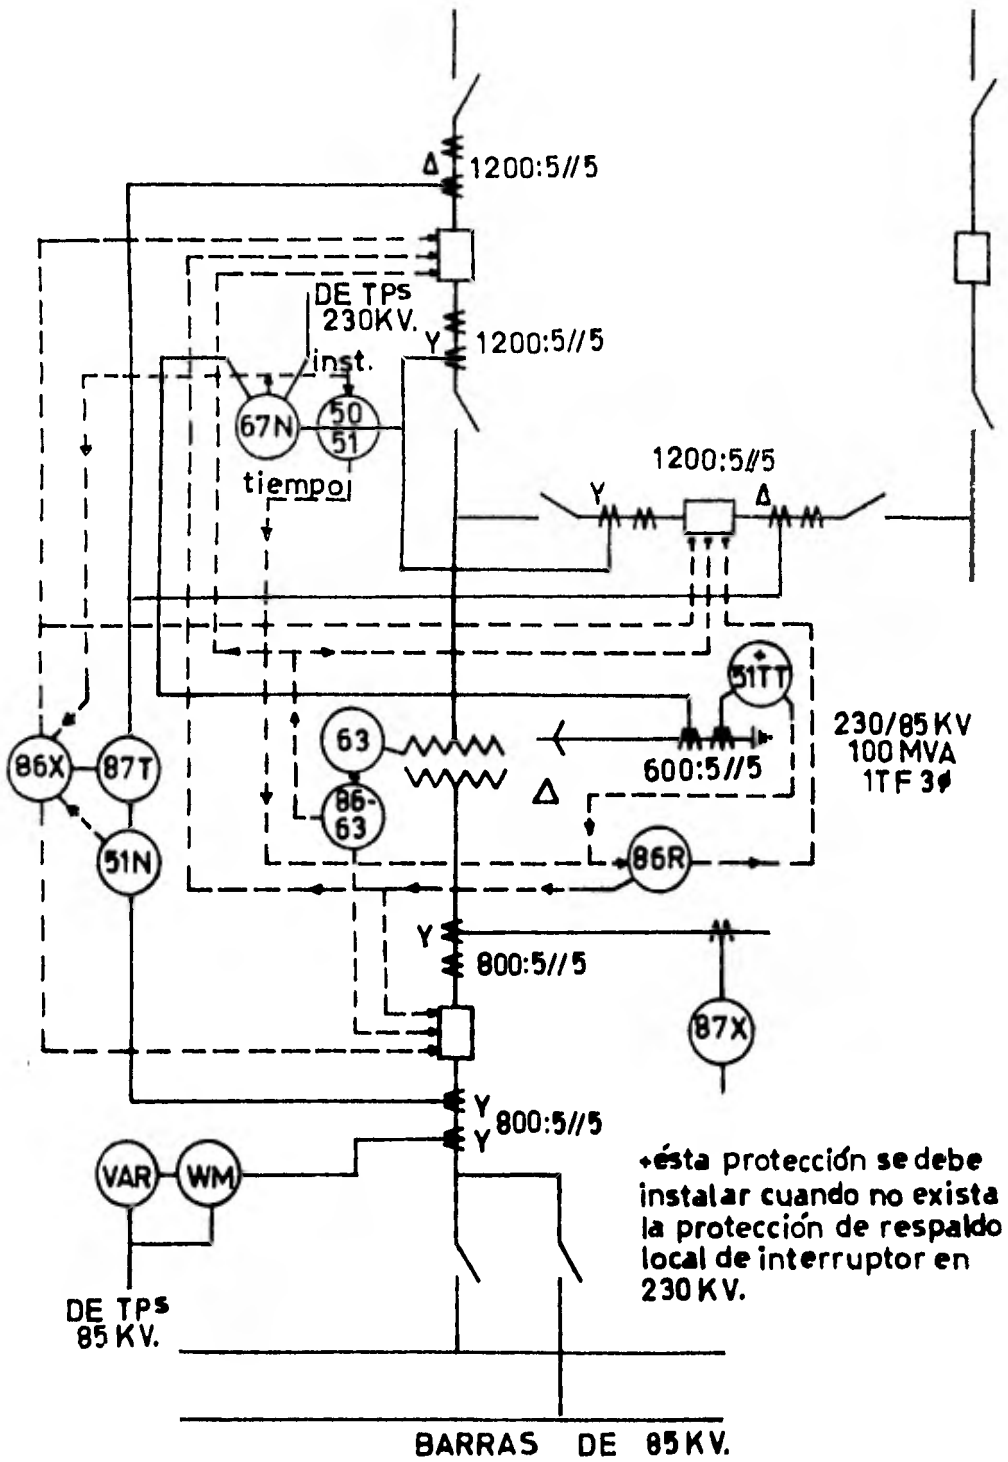 Δ 1200:5//5
DE TPs
230KV.
Y 1200:5//5
inst.
67N
50
51
tiempo
1200:5//5
Y
Δ
+
51TT
230/85 KV
100 MVA
1TF 3ø
600:5//5
63
86-
63
Δ
86X
87T
51N
86R
Y
800:5//5
87X
Y
800:5//5
Y
VAR
WM
DE TPs
85 KV.
+ésta protección se debe
instalar cuando no exista
la protección de respaldo
local de interruptor en
230 KV.
BARRAS DE 85KV.